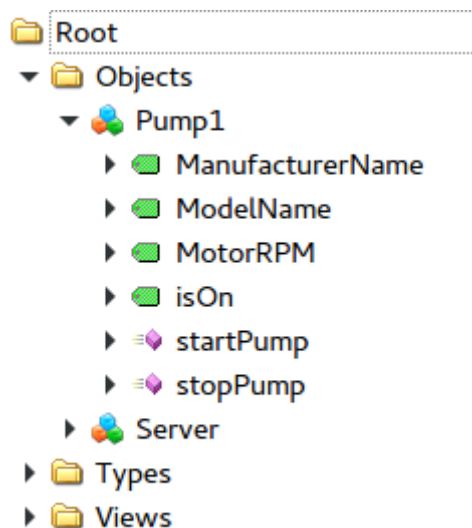 Root
Objects
Pump1
ManufacturerName
ModelName
MotorRPM
isOn
startPump
stopPump
Server
Types
Views